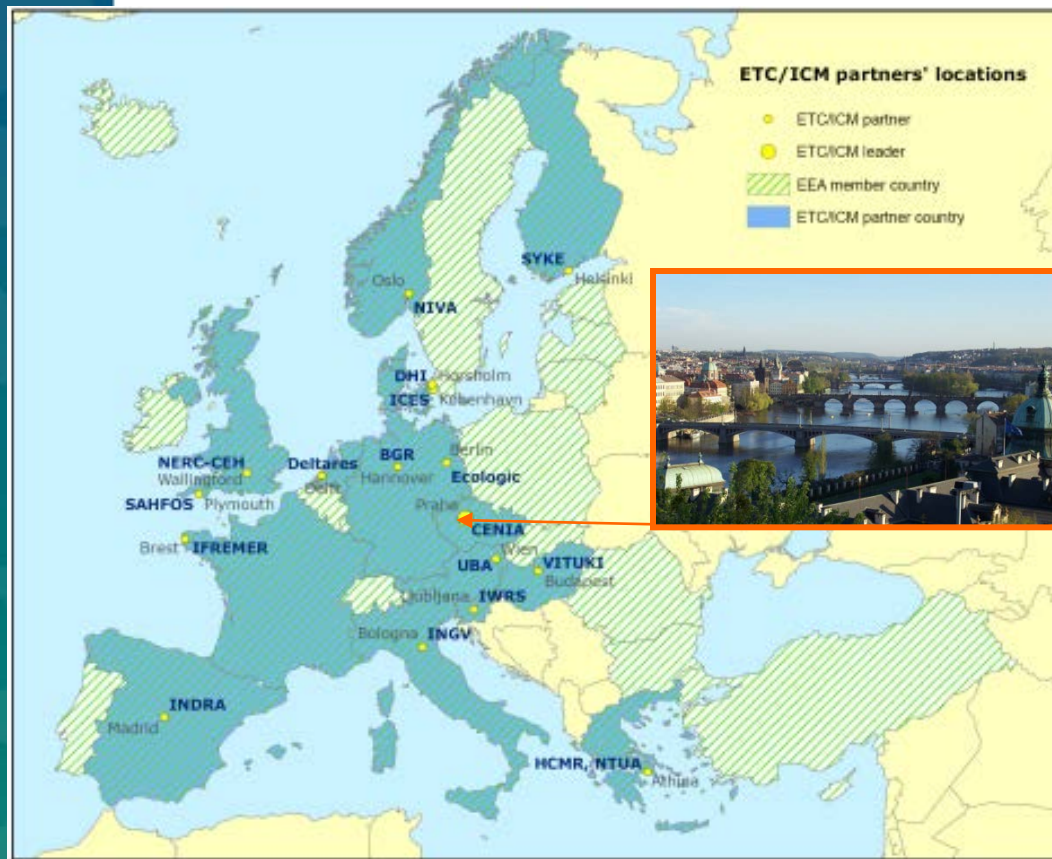 ETC/ICM partners' locations
ETC/ICM partner
ETC/ICM leader
EEA member country
ETC/ICM partner country
SYKE
Helsinki
Oslo
NIVA
DHI Horsholm
ICES København
NERC-CEH
Wallingford
SAHFOS Plymouth
Deltares
Delft
BGR
Hannover
Berlin
Ecologic
Praha
CENIA
Brest IFREMER
Wien
UBA
VITUKI
Budapest
Ljubljana IWRS
Bologna INGV
INDRA
Madrid
HCMR, NTUA
Athina